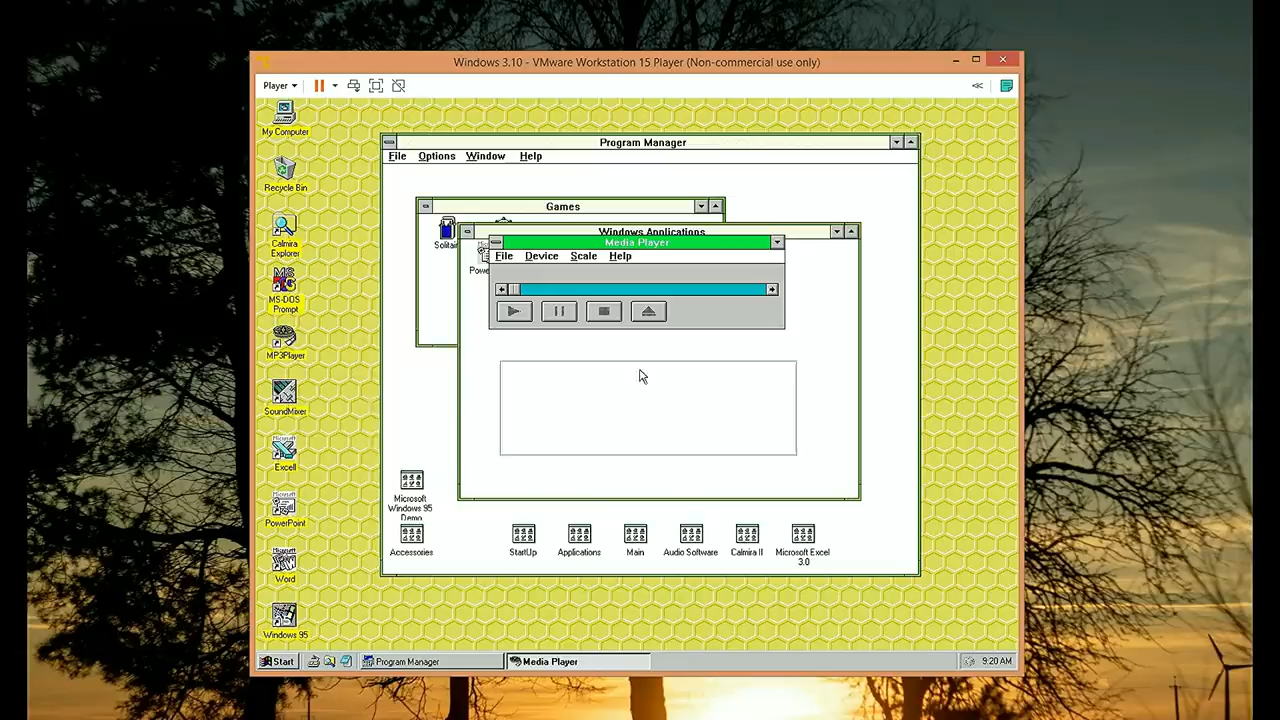 Windows 3.10 - VMware Workstation 15 Player (Non-commercial use only)
Player
My Computer
Recycle Bin
Calmira
Explorer
MS-DOS
Prompt
MP3Player
SoundMixer
Excell
PowerPoint
Word
Windows 95
Program Manager
File Options Window Help
Games
Solitair
Windows Applications
Powe
Media Player
File Device Scale Help
Microsoft
Windows 95
Demo
Accessories
StartUp
Applications
Main
Audio Software
Calmira II
Microsoft Excel
3.0
Start
Program Manager
Media Player
9:20 AM